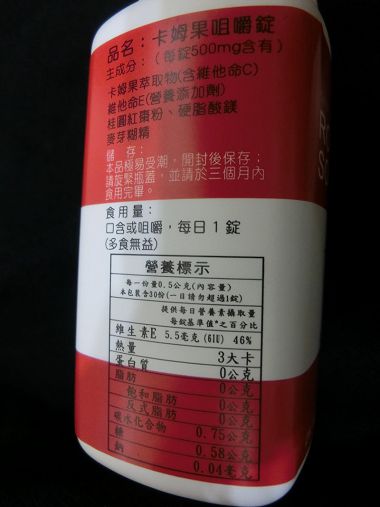 品名：卡姆果咀嚼錠
主成分：（每錠500mg含有）
卡姆果萃取物(含維他命C)
維他命E(營養添加劑)
桂圓紅棗粉、硬脂酸鎂
麥芽糊精
儲存：
本品極易受潮，開封後保存：
請旋緊瓶蓋，並請於三個月內
食用完畢。
食用量：
口含或咀嚼，每日1錠
(多食無益)
營養標示
每一份量0.5公克(內容量)
本包裝含30份(一日請勿超過1錠)
提供每日營養素攝取量
每錠基準值*之百分比
維生素E 5.5毫克(6IU) 46%
熱量 3大卡
蛋白質 0公克
脂肪 0公克
飽和脂肪 0公克
反式脂肪 0公克
碳水化合物 0.75公克
糖 0.58公克
鈉 0.04毫克